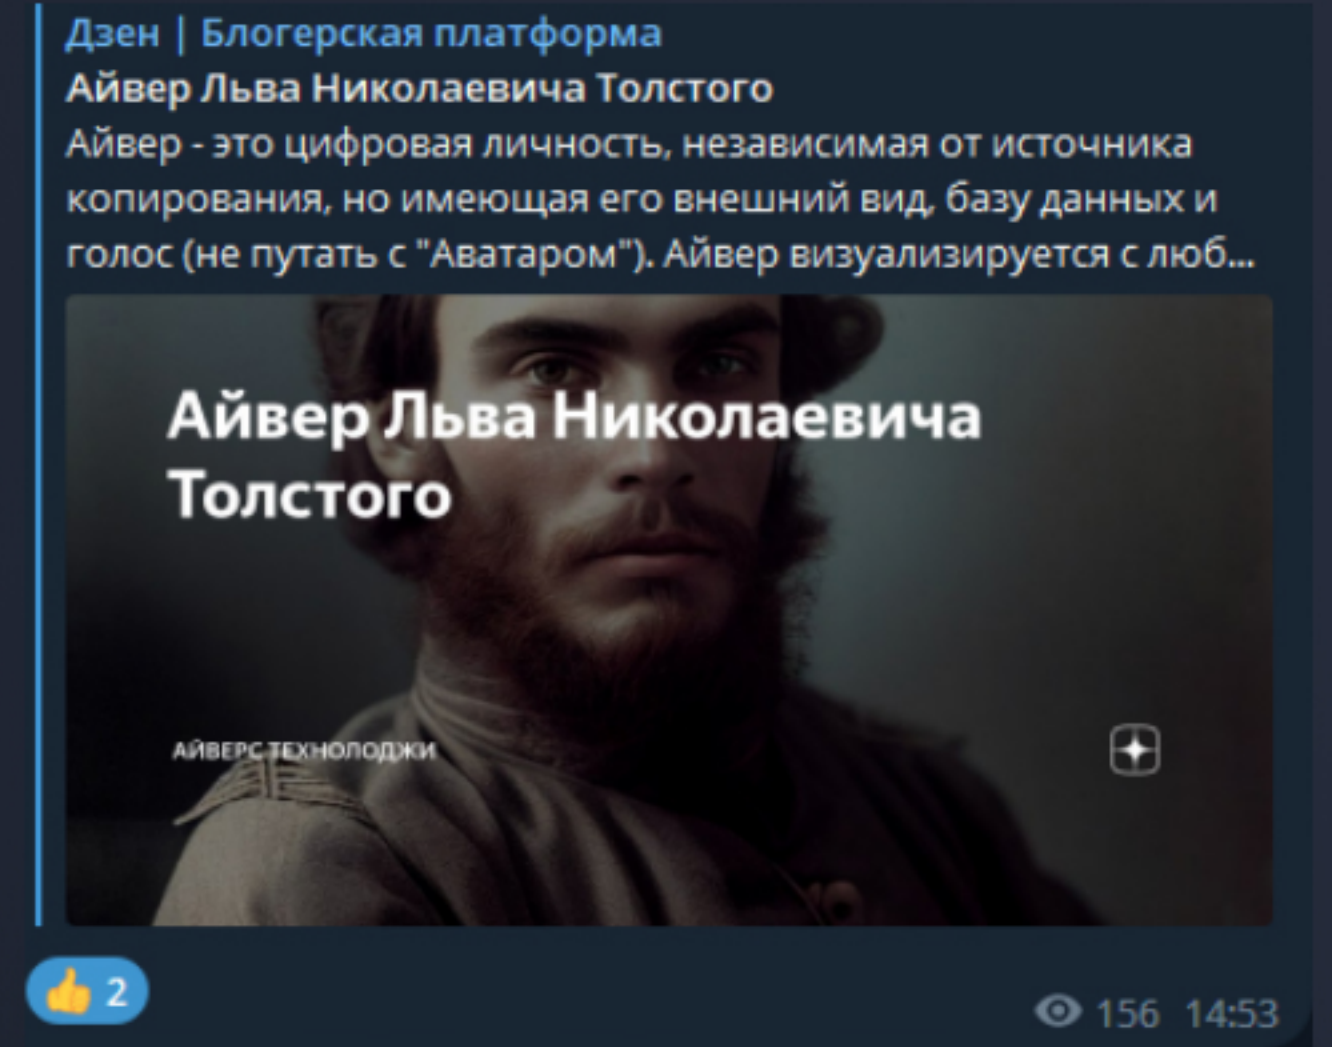 Дзен | Блогерская платформа
Айвер Льва Николаевича Толстого
Айвер - это цифровая личность, независимая от источника
копирования, но имеющая его внешний вид, базу данных и
голос (не путать с "Аватаром"). Айвер визуализируется с люб...
Айвер Льва Николаевича
Толстого
АЙВЕРС ТЕХНОЛОДЖИ
2
156 14:53